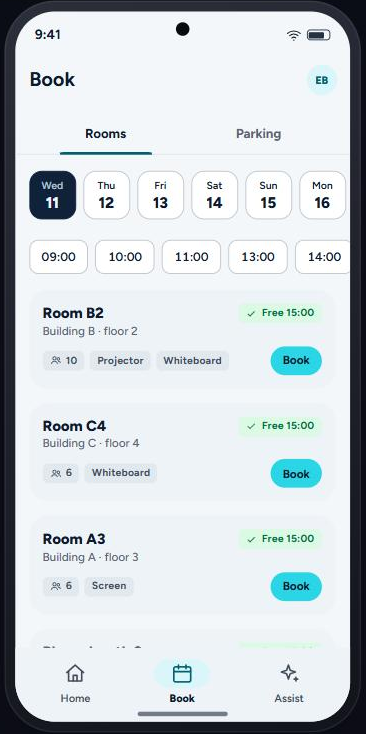 9:41
Book
EB
Rooms
Parking
Wed
11
Thu
12
Fri
13
Sat
14
Sun
15
Mon
16
09:00
10:00
11:00
13:00
14:00
Room B2
Free 15:00
Building B · floor 2
10
Projector
Whiteboard
Book
Room C4
Free 15:00
Building C · floor 4
6
Whiteboard
Book
Room A3
Free 15:00
Building A · floor 3
6
Screen
Book
Home
Book
Assist